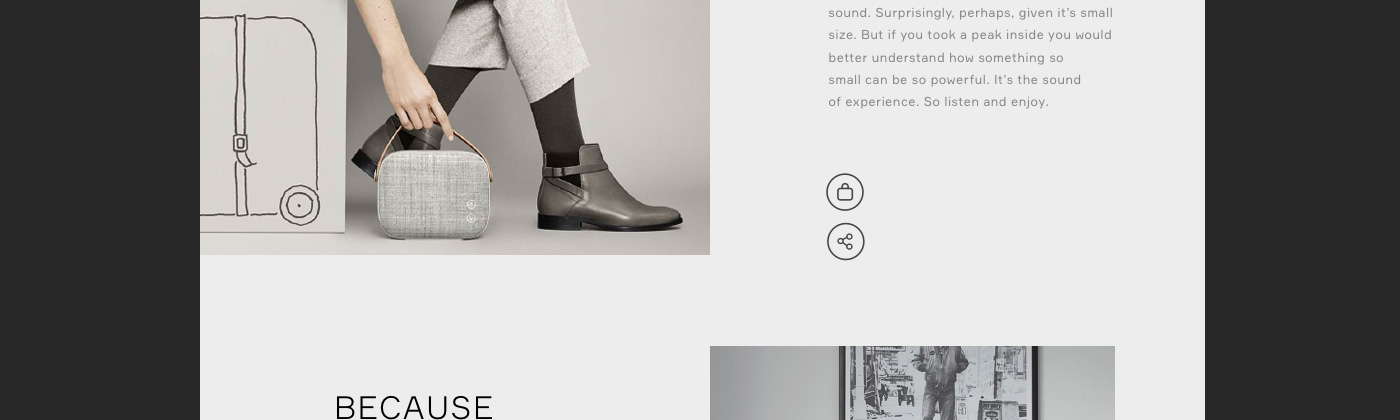 sound. Surprisingly, perhaps, given it's small
size. But if you took a peak inside you would
better understand how something so
small can be so powerful. It's the sound
of experience. So listen and enjoy.
BECAUSE